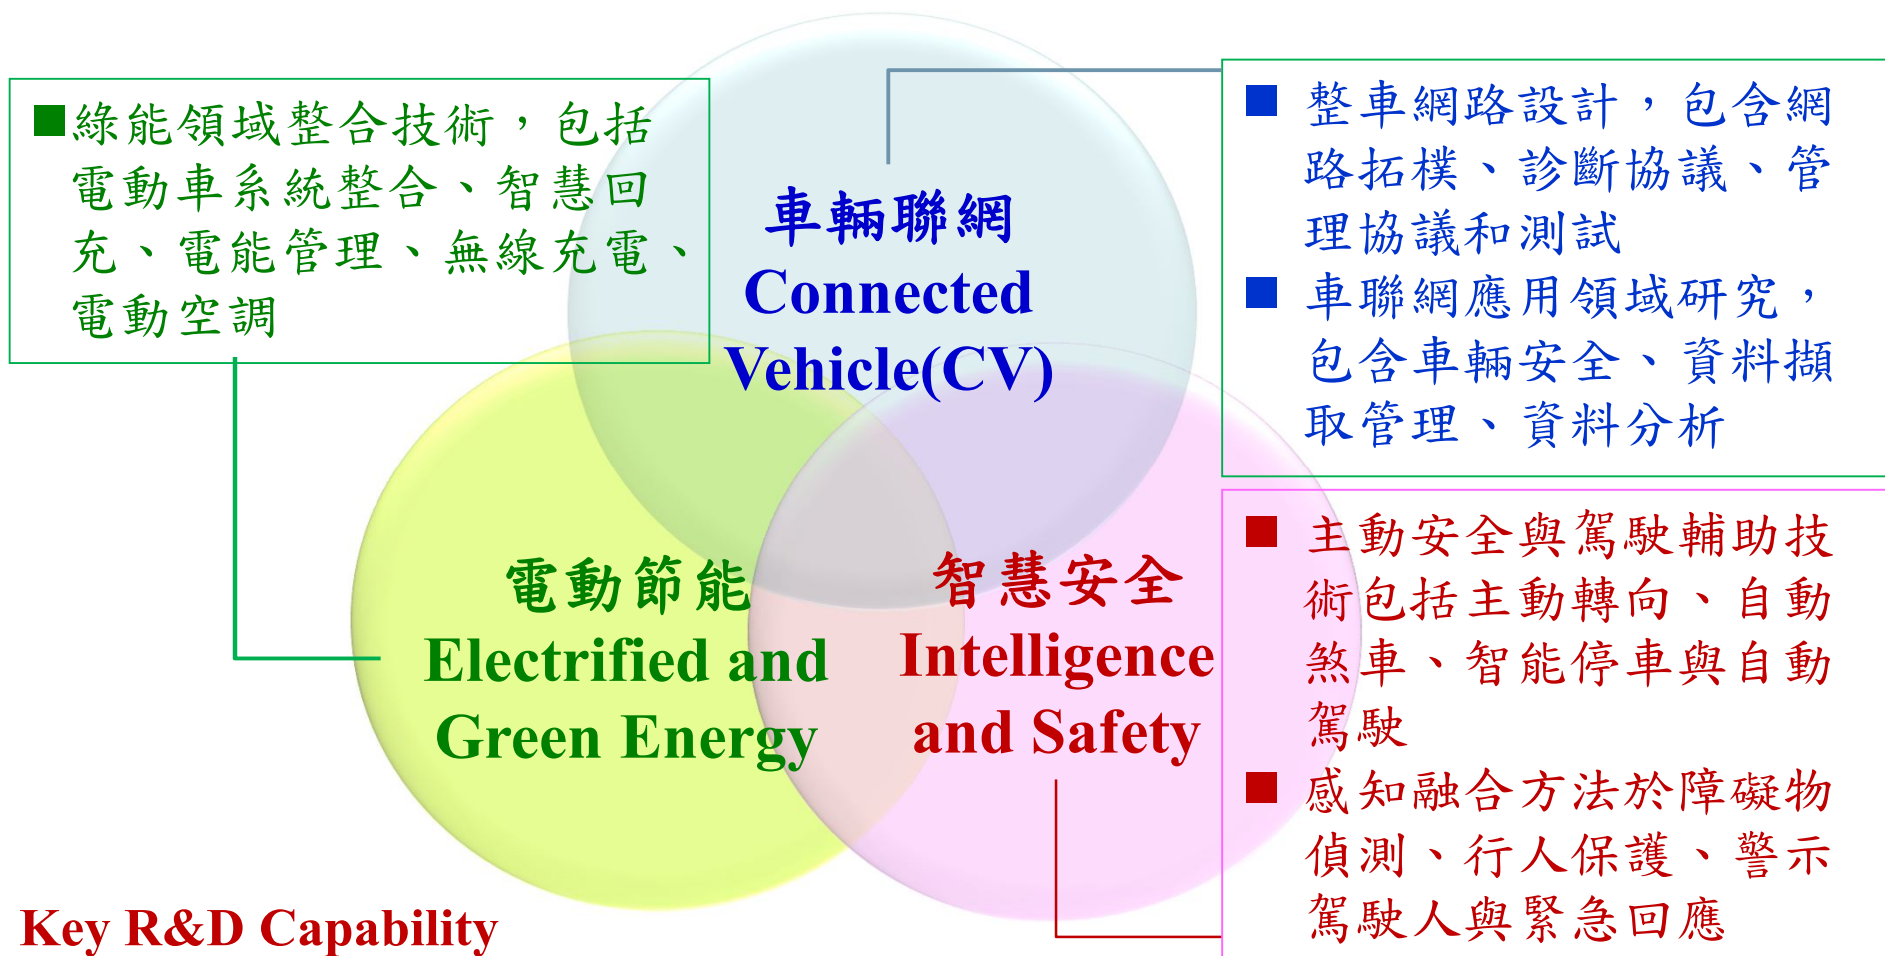 ■綠能領域整合技術，包括
電動車系統整合、智慧回
充、電能管理、無線充電、
電動空調
車輛聯網
Connected
Vehicle(CV)
■ 整車網路設計，包含網
路拓樸、診斷協議、管
理協議和測試
■ 車聯網應用領域研究，
包含車輛安全、資料擷
取管理、資料分析
電動節能
Electrified and
Green Energy
智慧安全
Intelligence
and Safety
■ 主動安全與駕駛輔助技
術包括主動轉向、自動
煞車、智能停車與自動
駕駛
■ 感知融合方法於障礙物
偵測、行人保護、警示
駕駛人與緊急回應
Key R&D Capability